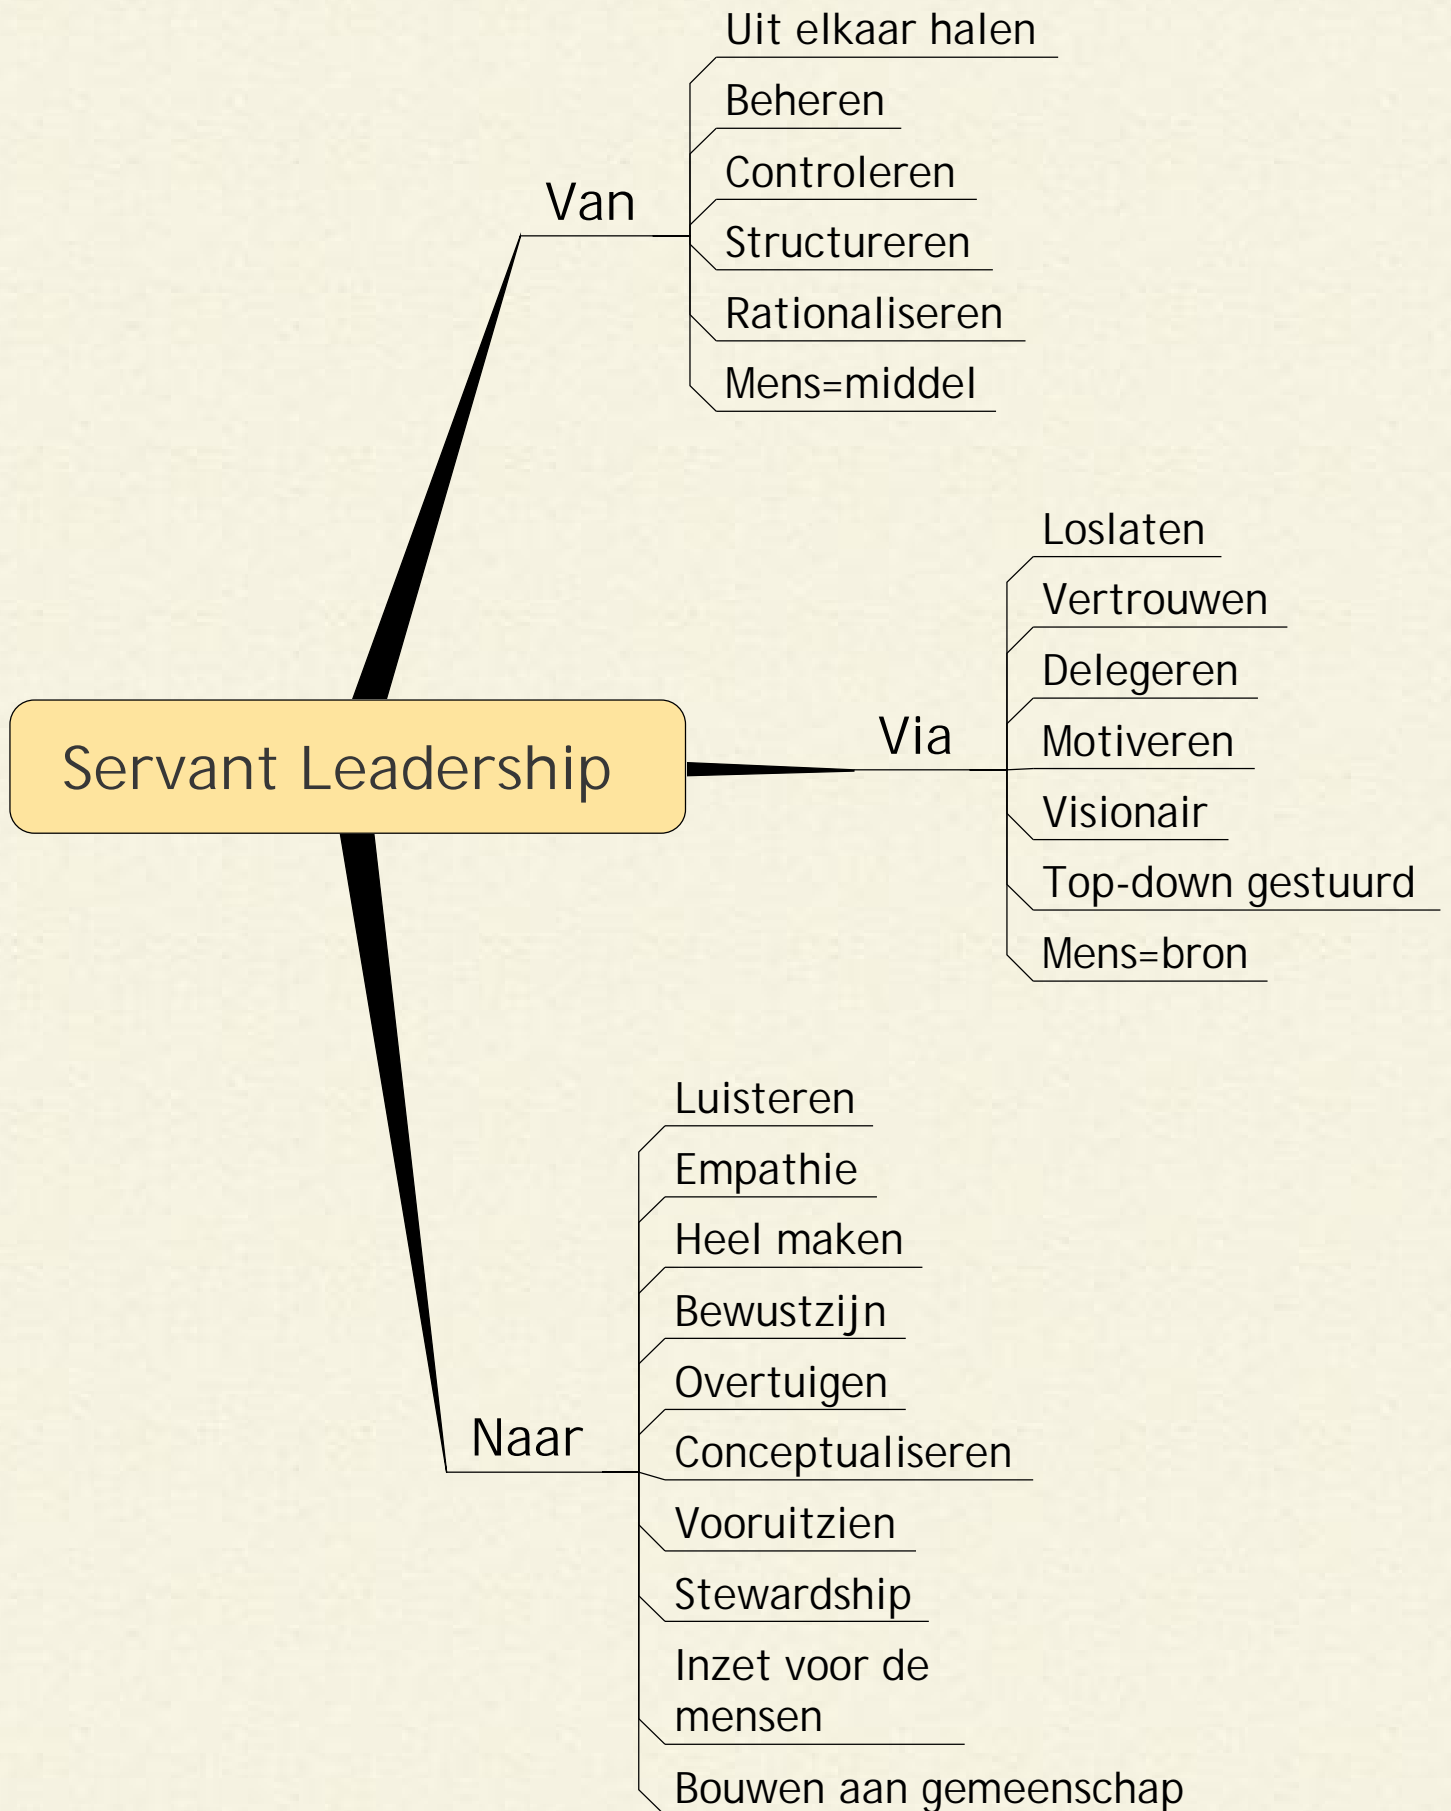 Servant Leadership
Van
Uit elkaar halen
Beheren
Controleren
Structureren
Rationaliseren
Mens=middel
Via
Loslaten
Vertrouwen
Delegeren
Motiveren
Visionair
Top-down gestuurd
Mens=bron
Naar
Luisteren
Empathie
Heel maken
Bewustzijn
Overtuigen
Conceptualiseren
Vooruitzien
Stewardship
Inzet voor de
mensen
Bouwen aan gemeenschap